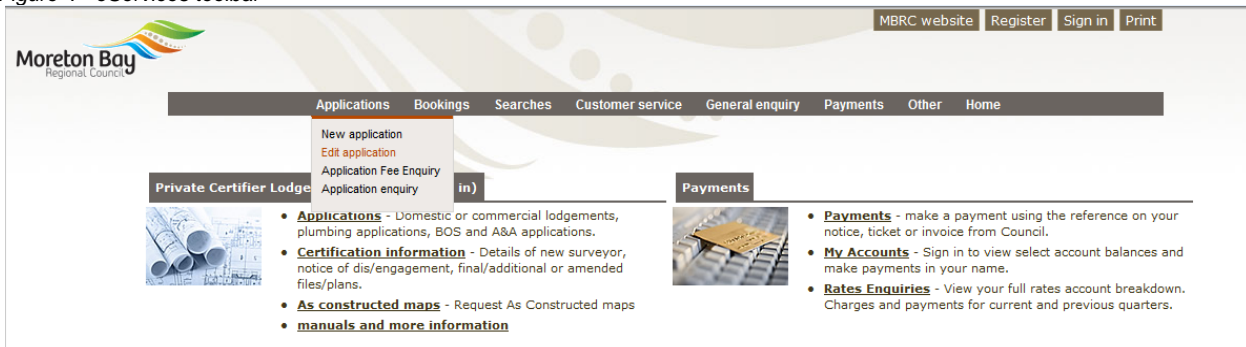 MBRC website Register Sign in Print
Moreton Bay
Regional Council
Applications Bookings Searches Customer service General enquiry Payments Other Home
New application
Edit application
Application Fee Enquiry
Application enquiry
Private Certifier Lodge in)
• Applications - Domestic or commercial lodgements,
plumbing applications, BOS and A&A applications.
• Certification information - Details of new surveyor,
notice of dis/engagement, final/additional or amended
files/plans.
• As constructed maps - Request As Constructed maps
• manuals and more information
Payments
• Payments - make a payment using the reference on your
notice, ticket or invoice from Council.
• My Accounts - Sign in to view select account balances and
make payments in your name.
• Rates Enquiries - View your full rates account breakdown.
Charges and payments for current and previous quarters.